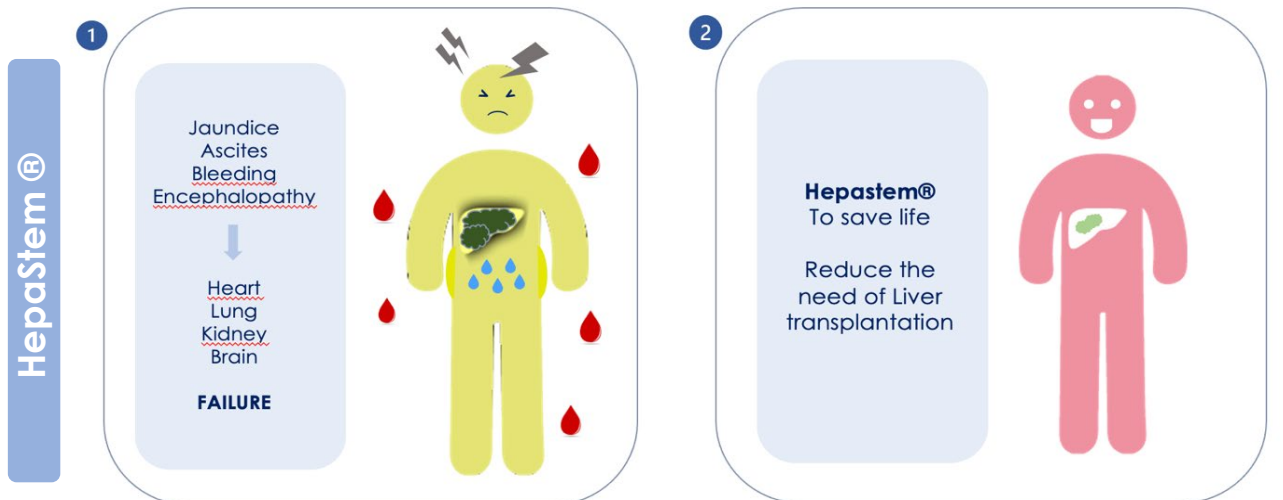 HepaStem ®
1
Jaundice
Ascites
Bleeding
Encephalopathy
Heart
Lung
Kidney
Brain
FAILURE
2
Hepastem®
To save life
Reduce the
need of Liver
transplantation